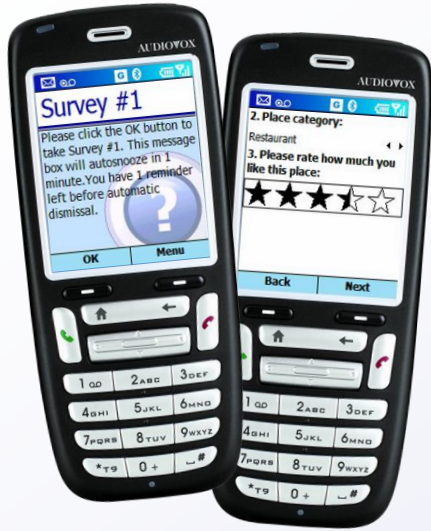 AUDIOVOX
G
Survey #1
Please click the OK button to
take Survey #1. This message
box will autosnooze in 1
minute.You have 1 reminder
left before automatic
dismissal.
?
OK Menu
1
2ABC
3DEF
4GHI
5JKL
6MNO
7PQRS
8TUV
9WXYZ
*T9
0 +
#
AUDIOVOX
G
2. Place category:
Restaurant
3. Please rate how much you
like this place:
Back Next
1
2ABC
3DEF
4GHI
5JKL
6MNO
7PQRS
8TUV
9WXYZ
*T9
0 +
#